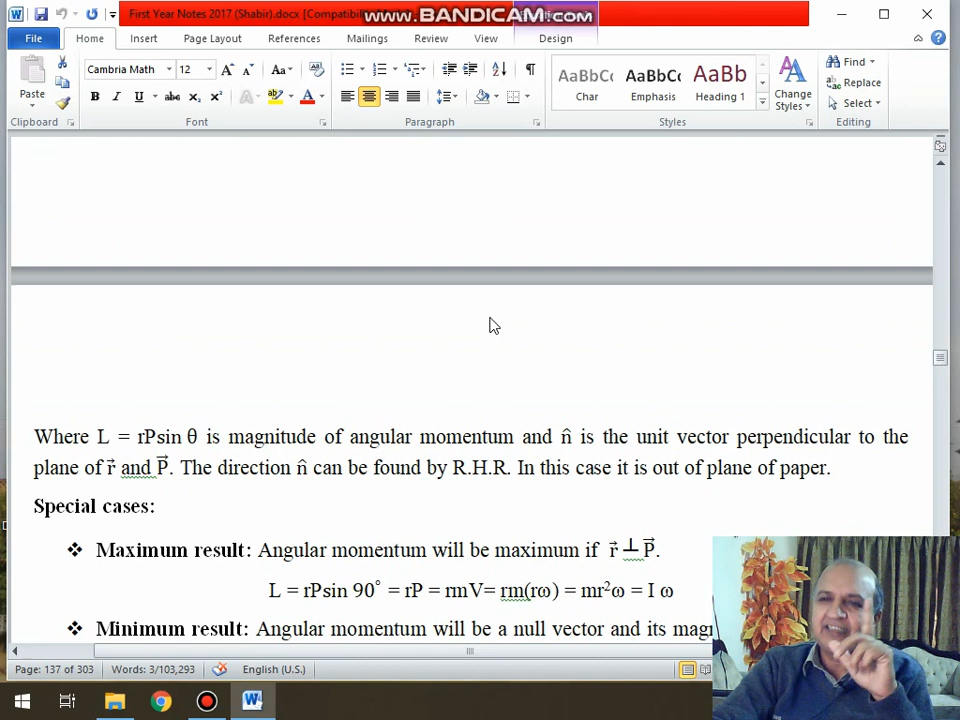 First Year Notes 2017 (Shabir).docx [Compatibi
www.BANDICAM.com
File
Home
Insert
Page Layout
References
Mailings
Review
View
Design
Paste
Clipboard
Cambria Math
12
Aa
B I U abc x₂ x² A
Font
Paragraph
AaBbCc
AaBbCc
AaBb
Char
Emphasis
Heading 1
Change
Styles
Styles
Find
Replace
Select
Editing
Where L = rPsin θ is magnitude of angular momentum and n̂ is the unit vector perpendicular to the
plane of r⃗ and P⃗. The direction n̂ can be found by R.H.R. In this case it is out of plane of paper.
Special cases:
❖ Maximum result: Angular momentum will be maximum if r⃗ ⊥ P⃗.
L = rPsin 90° = rP = rmV= rm(rω) = mr²ω = I ω
❖ Minimum result: Angular momentum will be a null vector and its mag
Page: 137 of 303
Words: 3/103,293
English (U.S.)